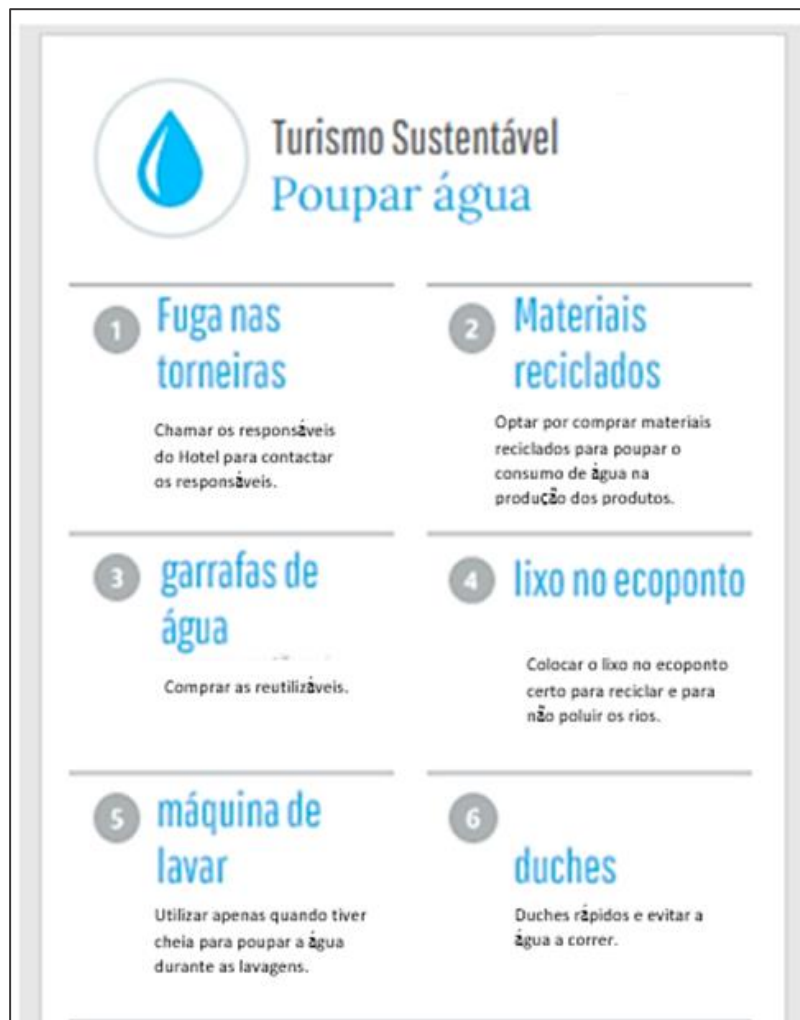 Turismo Sustentável
Poupar água
1
Fuga nas
torneiras
Chamar os responsáveis
do Hotel para contactar
os responsáveis.
2
Materiais
reciclados
Optar por comprar materiais
reciclados para poupar o
consumo de água na
produção dos produtos.
3
garrafas de
água
Comprar as reutilizáveis.
4
lixo no ecoponto
Colocar o lixo no ecoponto
certo para reciclar e para
não poluir os rios.
5
máquina de
lavar
Utilizar apenas quando tiver
cheia para poupar a água
durante as lavagens.
6
duches
Duches rápidos e evitar a
água a correr.